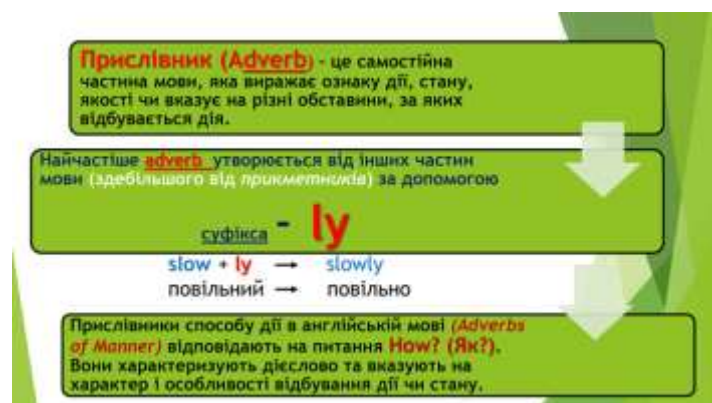 Прислівник (Adverb) - це самостійна
частина мови, яка виражає ознаку дії, стану,
якості чи вказує на різні обставини, за яких
відбувається дія.
Найчастіше adverb утворюється від інших частин
мови (здебільшого від прикметників) за допомогою
суфікса - ly
slow + ly → slowly
повільний → повільно
Прислівники способу дії в англійській мові (Adverbs
of Manner) відповідають на питання How? (Як?).
Вони характеризують дієслово та вказують на
характер і особливості відбування дії чи стану.